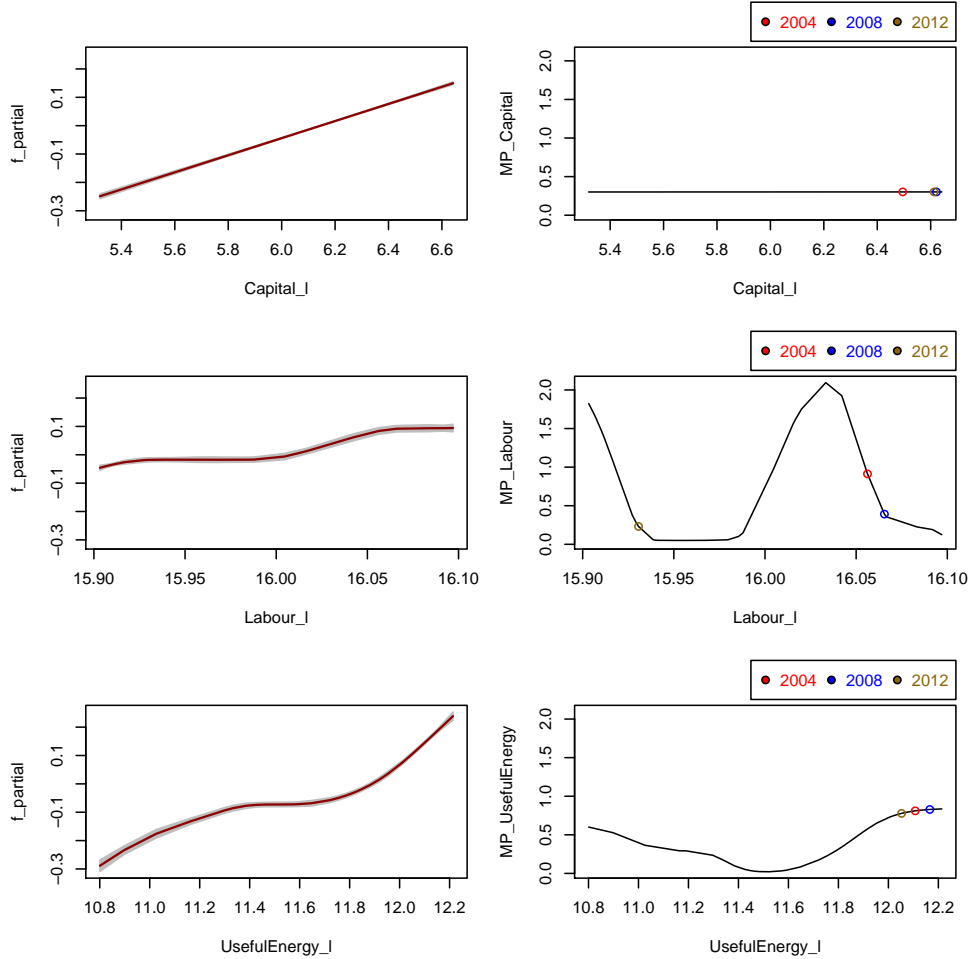 2004 2008 2012
f_partial
0.1
−0.1
−0.3
5.4 5.6 5.8 6.0 6.2 6.4 6.6
Capital_l
MP_Capital
2.0
1.5
1.0
0.5
0.0
5.4 5.6 5.8 6.0 6.2 6.4 6.6
Capital_l
2004 2008 2012
f_partial
0.1
−0.1
−0.3
15.90 15.95 16.00 16.05 16.10
Labour_l
MP_Labour
2.0
1.5
1.0
0.5
0.0
15.90 15.95 16.00 16.05 16.10
Labour_l
2004 2008 2012
f_partial
0.1
−0.1
−0.3
10.8 11.0 11.2 11.4 11.6 11.8 12.0 12.2
UsefulEnergy_l
MP_UsefulEnergy
2.0
1.5
1.0
0.5
0.0
10.8 11.0 11.2 11.4 11.6 11.8 12.0 12.2
UsefulEnergy_l